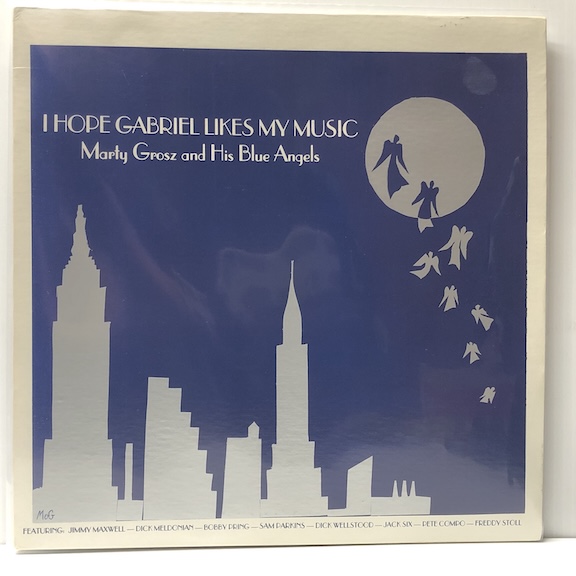 I HOPE GABRIEL LIKES MY MUSIC
Marty Grosz and His Blue Angels
McG
FEATURING: JIMMY MAXWELL — DICK MELDONIAN — BOBBY PRING — SAM PARKINS — DICK WELLSTOOD — JACK SIX — PETE COMPO — FREDDY STOLL